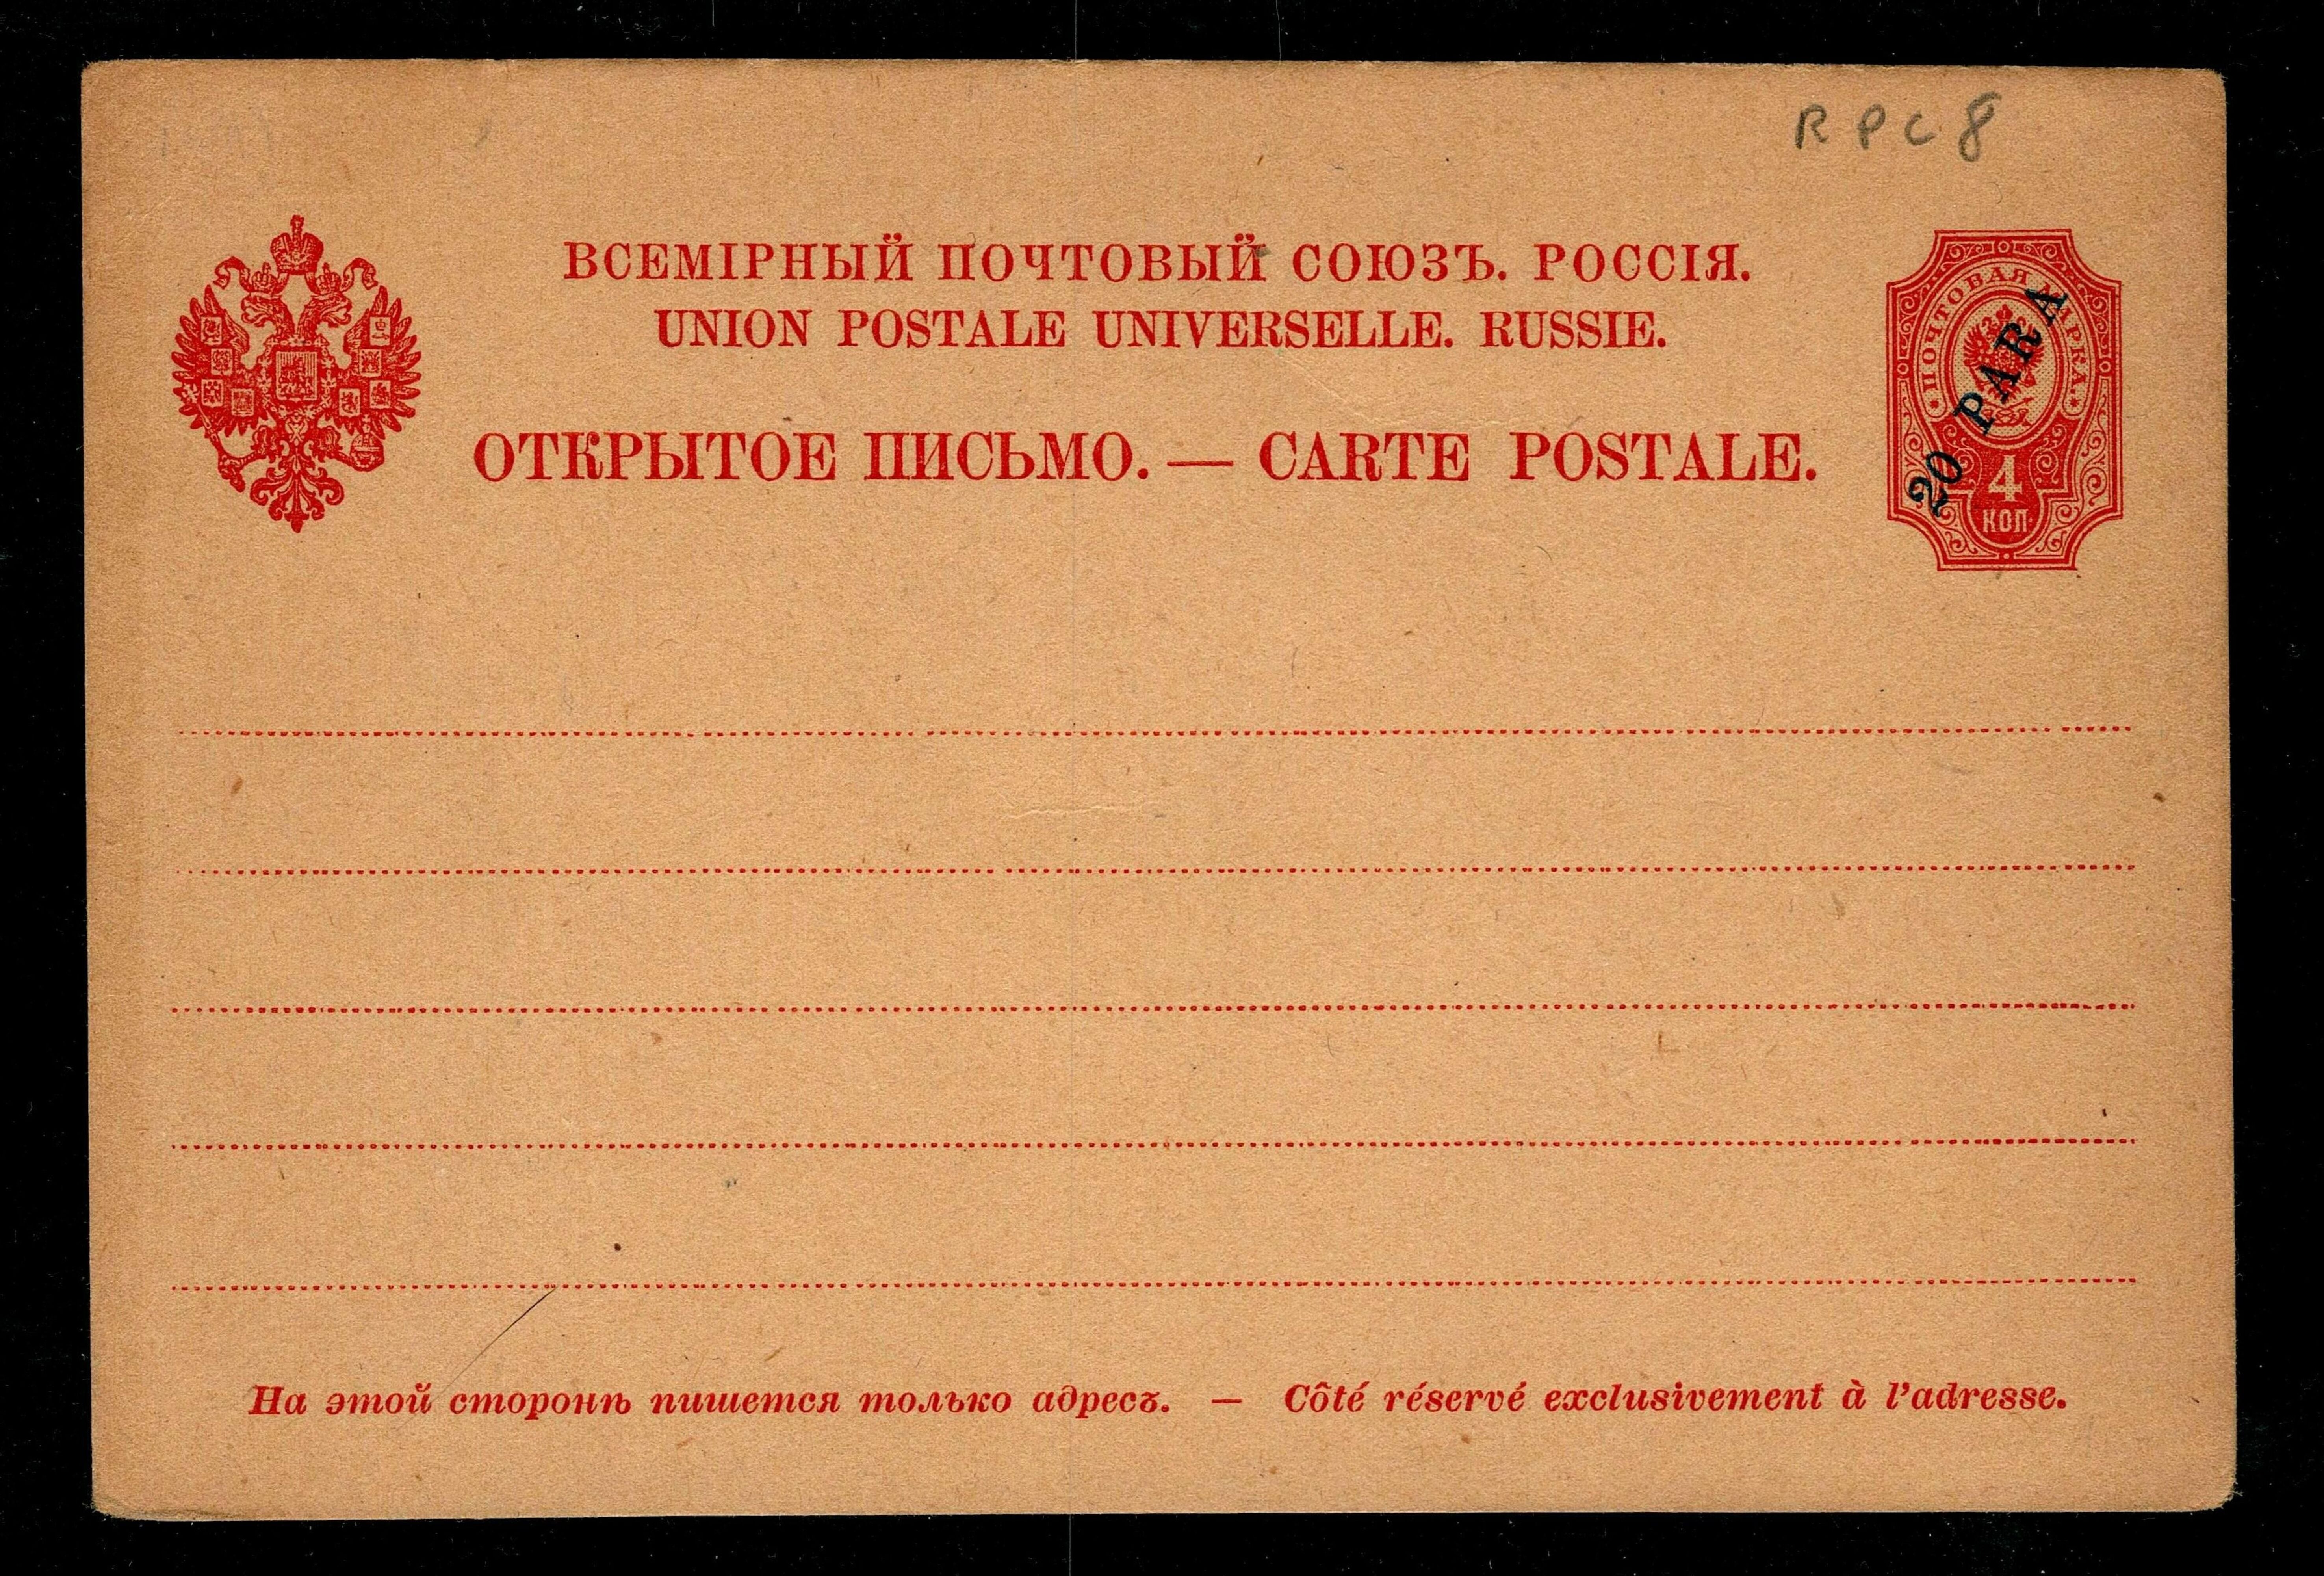 R P C 8
ВСЕМІРНЫЙ ПОЧТОВЫЙ СОЮЗЪ. РОССІЯ.
UNION POSTALE UNIVERSELLE. RUSSIE.
ОТКРЫТОЕ ПИСЬМО. — CARTE POSTALE.
ПОЧТОВАЯ МАРКА.
20 PARA
4
КОП.
На этой сторонѣ пишется только адресъ. — Côté réservé exclusivement à l'adresse.